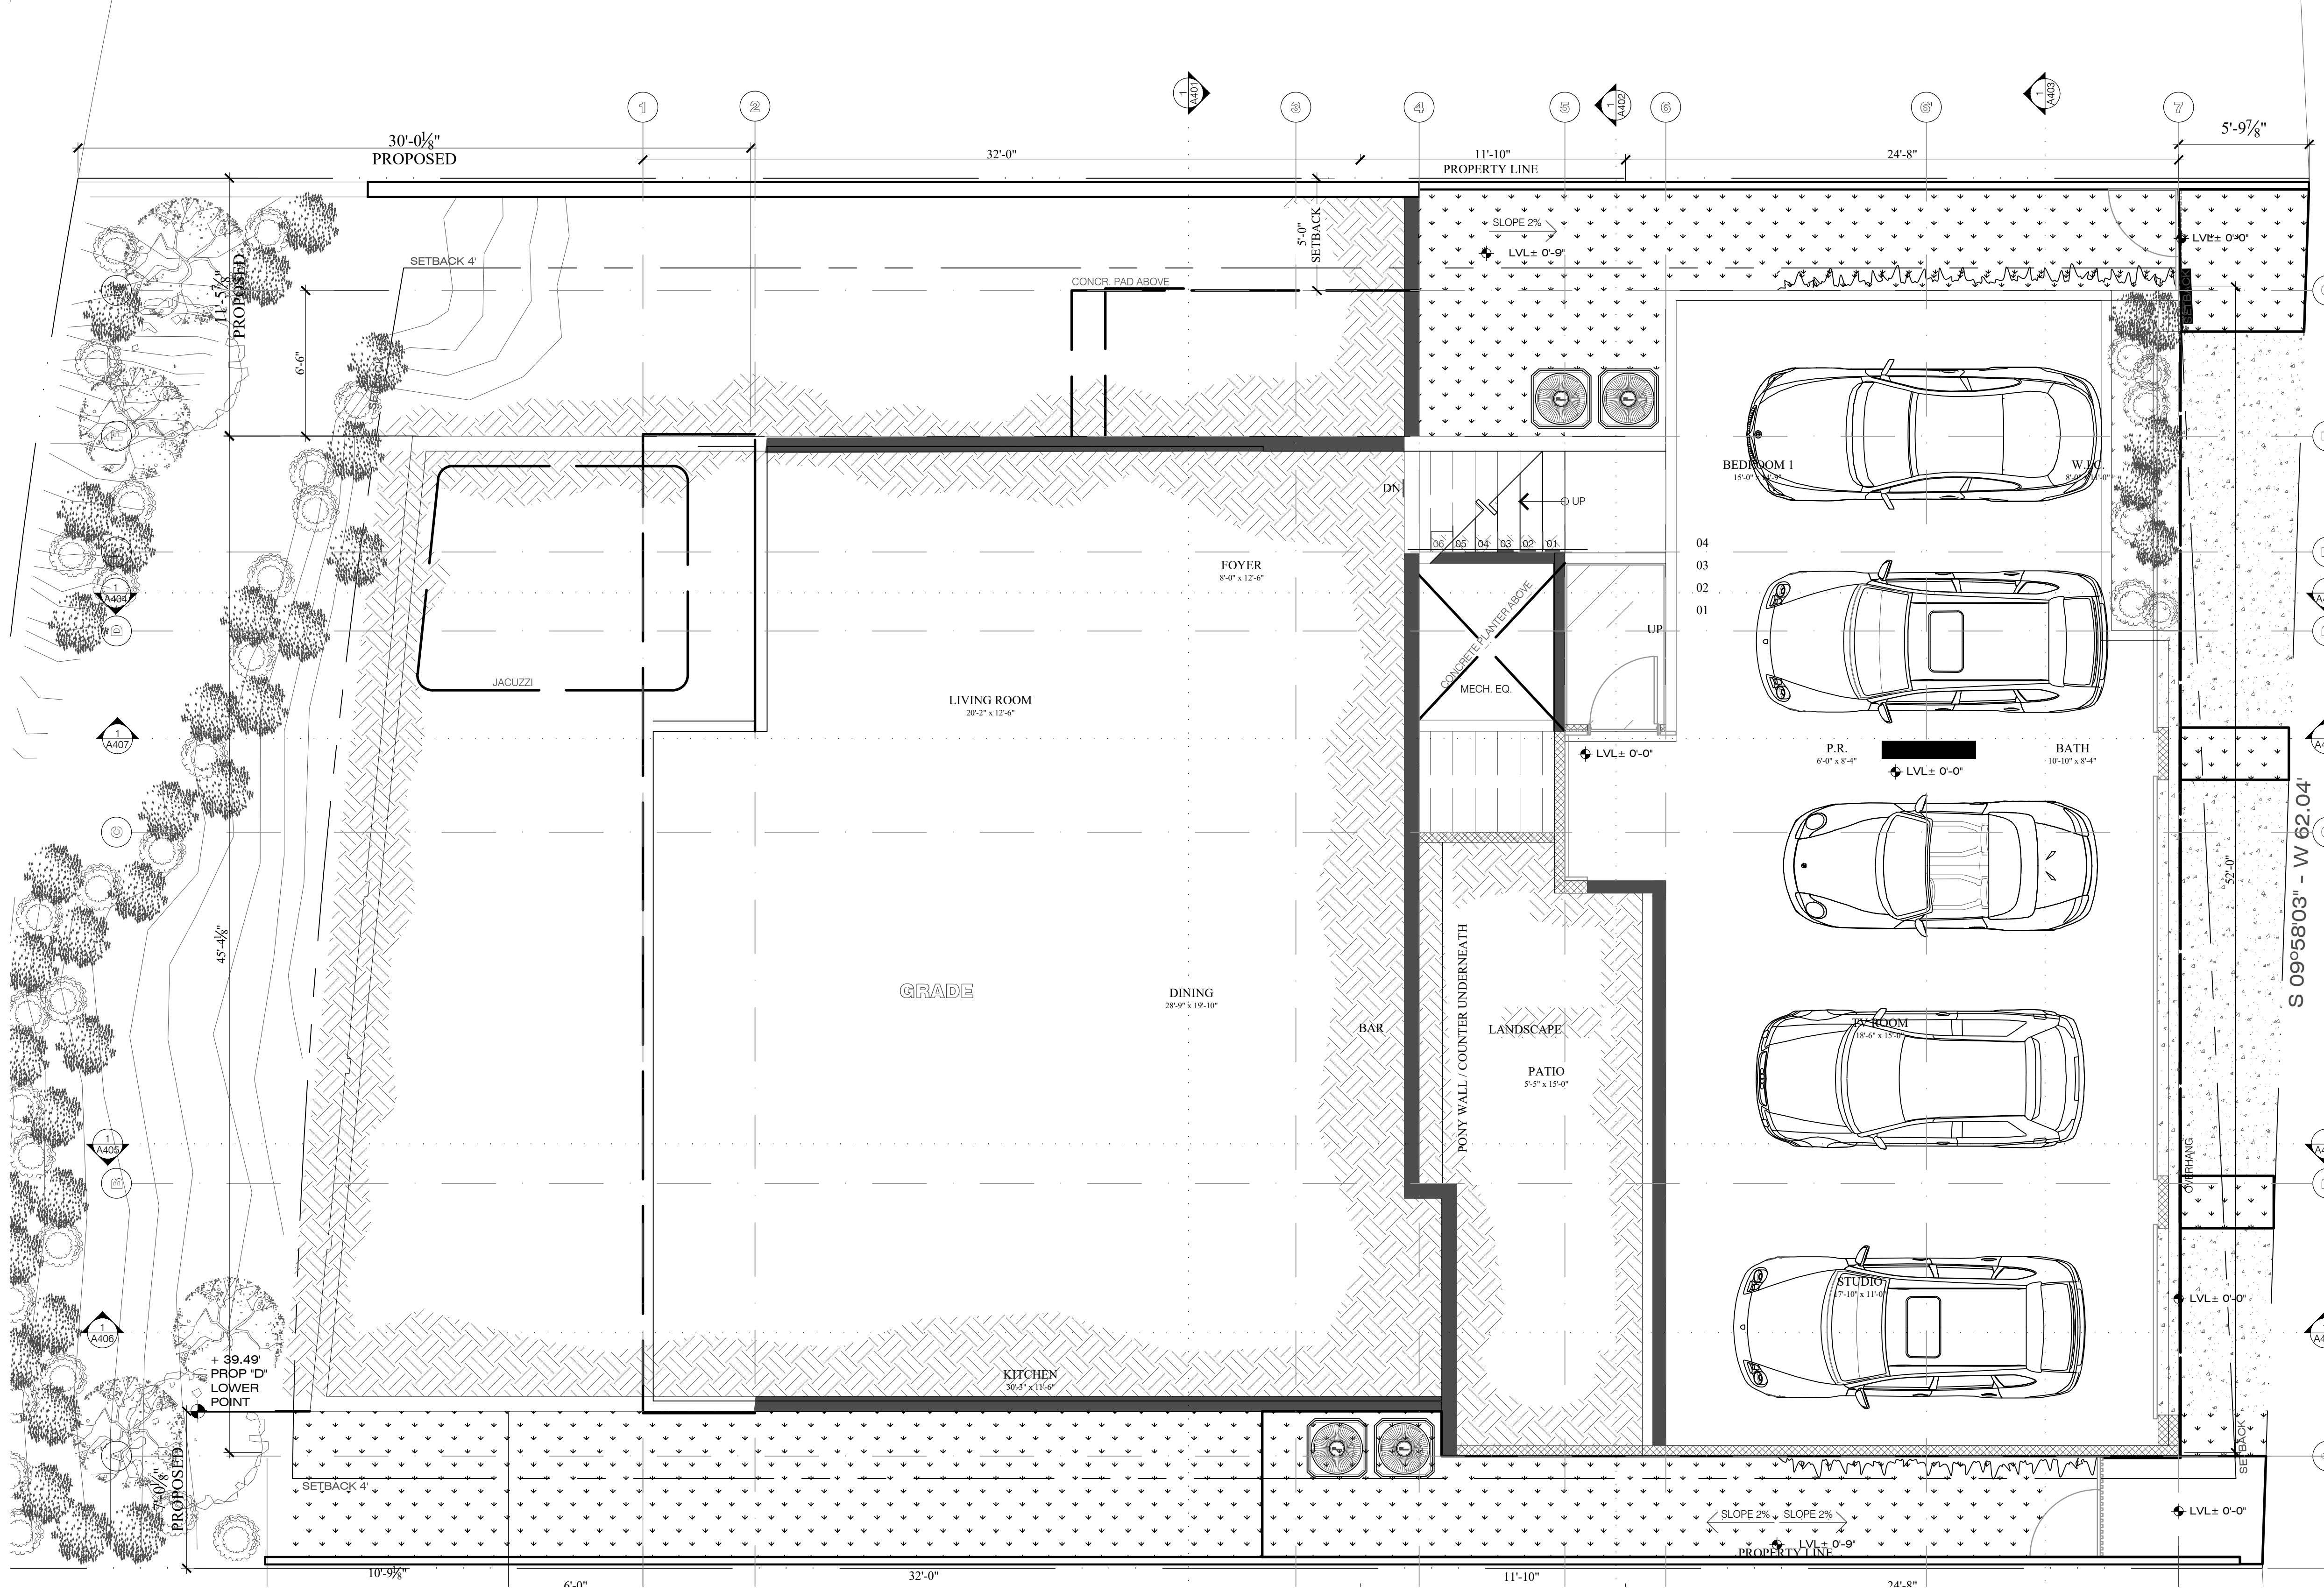 1
2
3
4
5
6
6'
7
1
A401
1
A402
1
A403
30'-0⅛"
PROPOSED
32'-0"
11'-10"
24'-8"
5'-9⅞"
PROPERTY LINE
SLOPE 2%
LVL± 0'-9"
LVL± 0'-0"
5'-0"
SETBACK
SETBACK 4'
CONCR. PAD ABOVE
11'-5⅞"
PROPOSED
6'-6"
SETBACK
F
DN
UP
BEDROOM 1
W.I.C.
06 05 04 03 02 01
04
03
02
01
FOYER
8'-0" x 12'-6"
1
A404
D
CONCRETE PLANTER ABOVE
UP
JACUZZI
MECH. EQ.
LIVING ROOM
20'-2" x 12'-6"
1
A407
LVL± 0'-0"
P.R.
6'-0" x 8'-4"
LVL± 0'-0"
BATH
10'-10" x 8'-4"
C
S 09°58'03" - W 62.04'
52'-0"
45'-4⅛"
GRADE
DINING
28'-9" x 19'-10"
BAR
PONY WALL / COUNTER UNDERNEATH
LANDSCAPE
TV ROOM
18'-6" x 15'-0"
PATIO
5'-5" x 15'-0"
1
A405
B
OVERHANG
STUDIO
17'-10" x 11'-0"
LVL± 0'-0"
1
A406
+ 39.49'
PROP "D"
LOWER
POINT
KITCHEN
30'-3" x 11'-6"
A
7'-0⅛"
PROPOSED
SETBACK 4'
SETBACK
SLOPE 2%
SLOPE 2%
LVL± 0'-0"
LVL± 0'-9"
PROPERTY LINE
10'-9⅛"
6'-0"
32'-0"
11'-10"
24'-8"